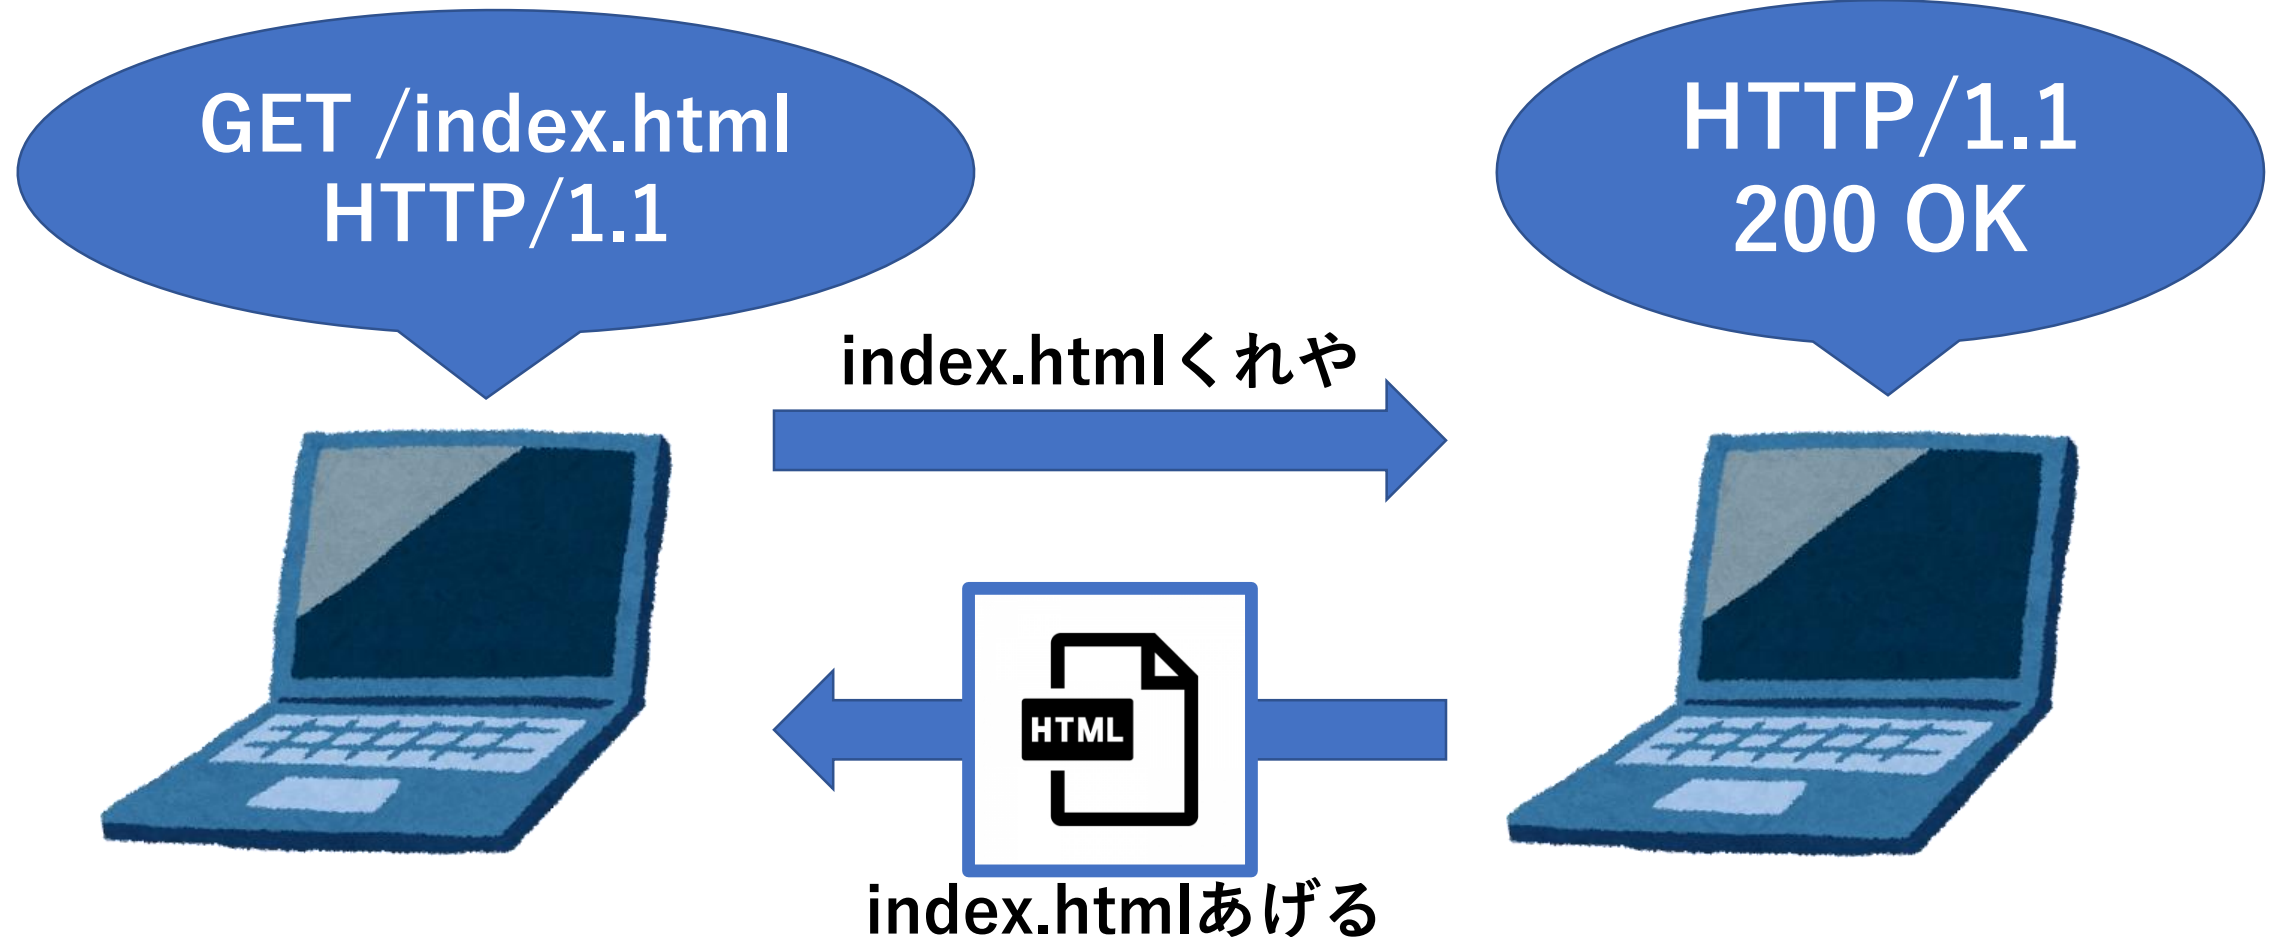 GET /index.html
HTTP/1.1
HTTP/1.1
200 OK
index.htmlくれや
HTML
index.htmlあげる